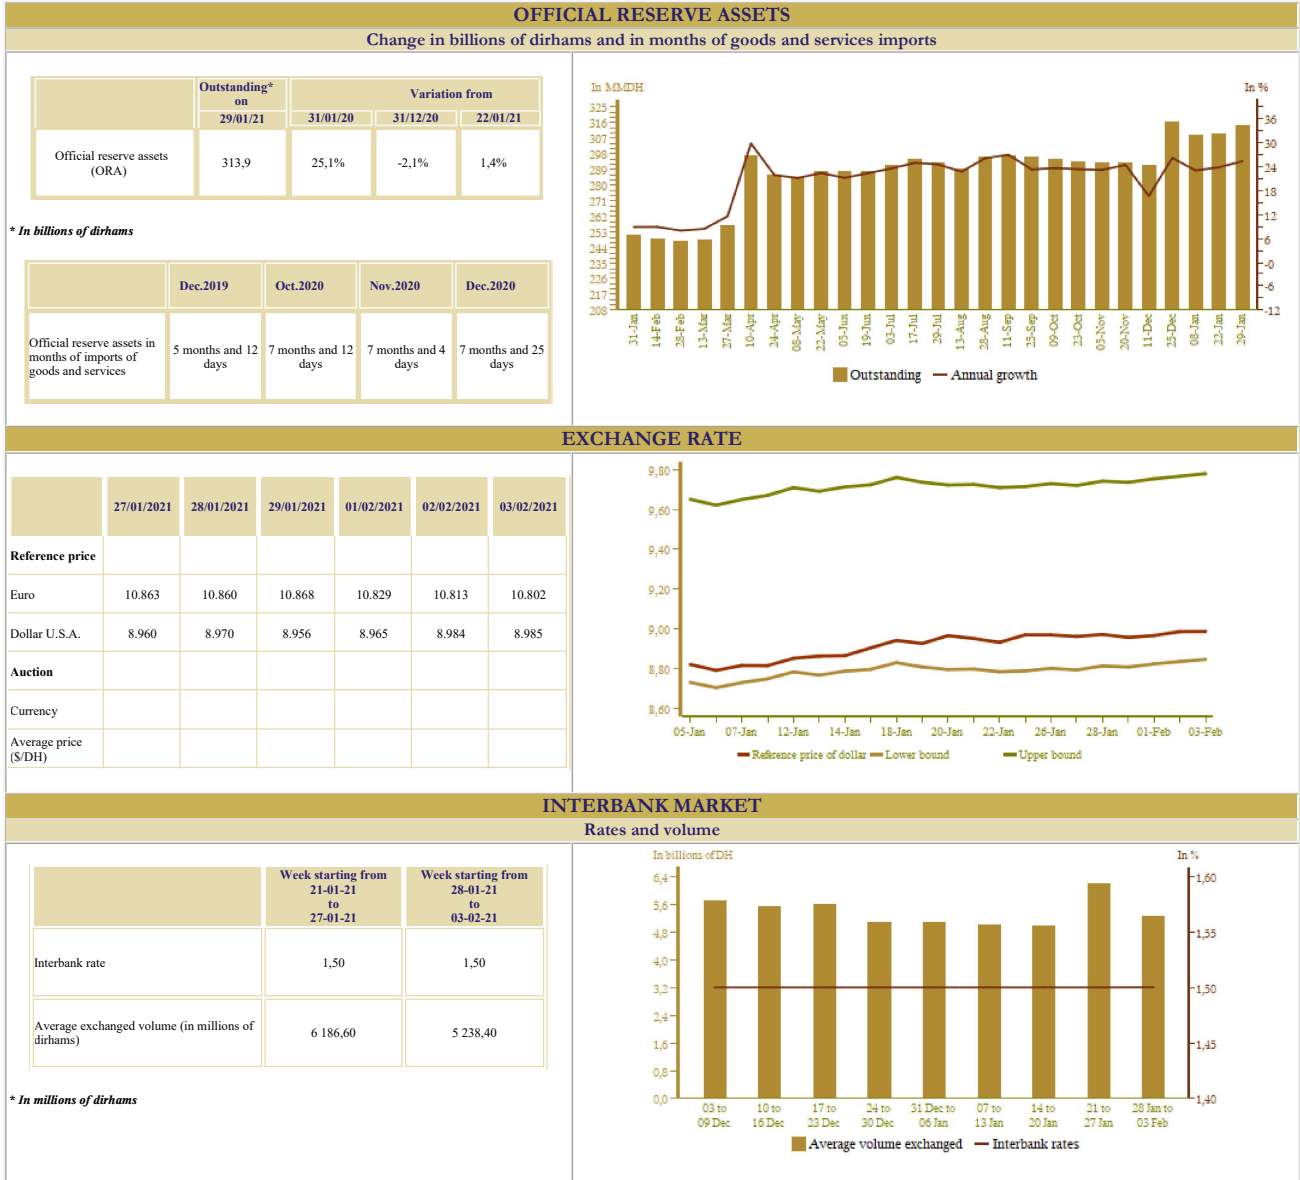 OFFICIAL RESERVE ASSETS
Change in billions of dirhams and in months of goods and services imports
Outstanding*
on
Variation from
29/01/21 31/01/20 31/12/20 22/01/21
Official reserve assets
(ORA)
313,9 25,1% -2,1% 1,4%
* In billions of dirhams
Dec.2019 Oct.2020 Nov.2020 Dec.2020
Official reserve assets in
months of imports of
goods and services
5 months and 12
days
7 months and 12
days
7 months and 4
days
7 months and 25
days
In MMDH
In %
325
316
307
298
289
280
271
262
253
244
235
226
217
208
36
30
24
18
12
6
-0
-6
-12
31-Jan 14-Feb 28-Feb 13-Mar 27-Mar 10-Apr 24-Apr 08-May 22-May 05-Jun 19-Jun 03-Jul 17-Jul 29-Jul 13-Aug 28-Aug 11-Sep 25-Sep 09-Oct 23-Oct 05-Nov 20-Nov 11-Dec 25-Dec 08-Jan 22-Jan 29-Jan
Outstanding Annual growth
EXCHANGE RATE
27/01/2021 28/01/2021 29/01/2021 01/02/2021 02/02/2021 03/02/2021
Reference price
Euro 10.863 10.860 10.868 10.829 10.813 10.802
Dollar U.S.A. 8.960 8.970 8.956 8.965 8.984 8.985
Auction
Currency
Average price
($/DH)
9,80
9,60
9,40
9,20
9,00
8,80
8,60
05-Jan 07-Jan 12-Jan 14-Jan 18-Jan 20-Jan 22-Jan 26-Jan 28-Jan 01-Feb 03-Feb
Reference price of dollar Lower bound Upper bound
INTERBANK MARKET
Rates and volume
Week starting from
21-01-21
to
27-01-21
Week starting from
28-01-21
to
03-02-21
Interbank rate 1,50 1,50
Average exchanged volume (in millions of
dirhams)
6 186,60 5 238,40
* In millions of dirhams
In billions of DH
In %
6,4
5,6
4,8
4,0
3,2
2,4
1,6
0,8
0,0
1,60
1,55
1,50
1,45
1,40
03 to 10 to 17 to 24 to 31 Dec to 07 to 14 to 21 to 28 Jan to
09 Dec 16 Dec 23 Dec 30 Dec 06 Jan 13 Jan 20 Jan 27 Jan 03 Feb
Average volume exchanged Interbank rates